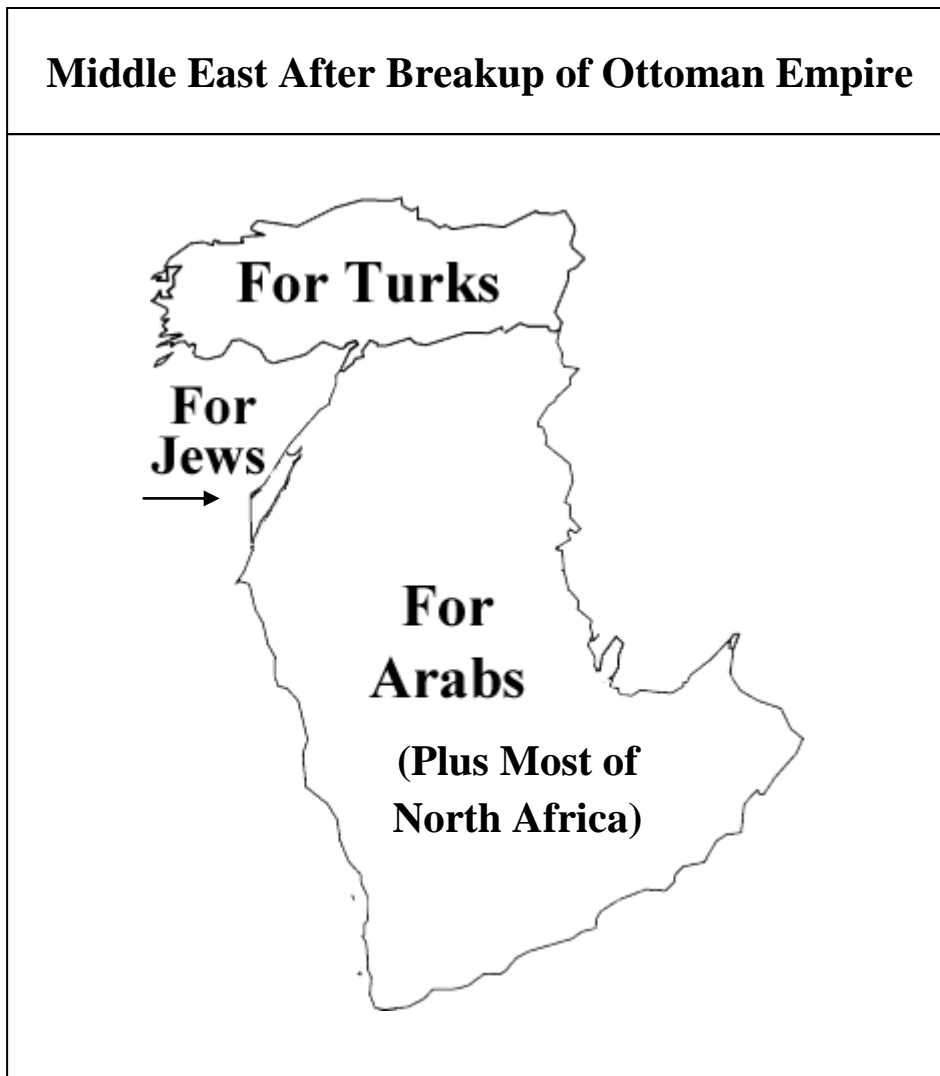 Middle East After Breakup of Ottoman Empire
For Turks
For
Jews
For
Arabs
(Plus Most of
North Africa)